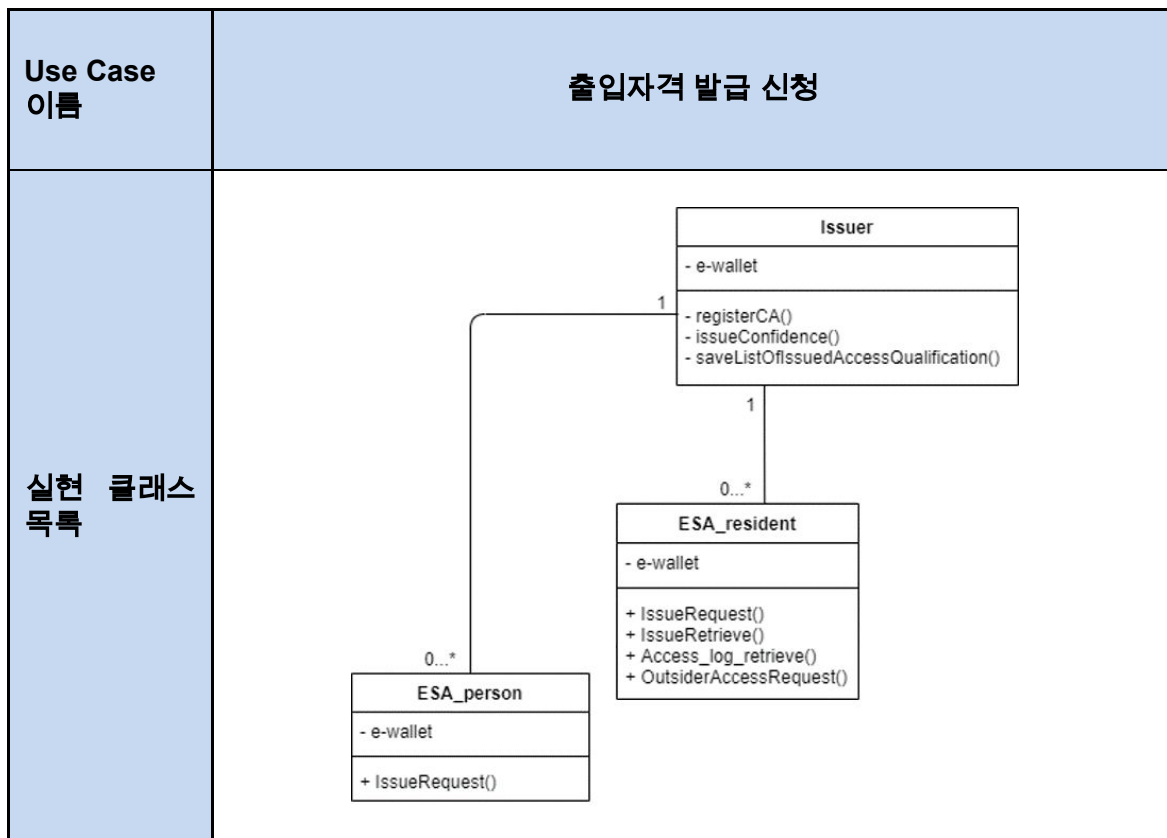 Use Case
이름
출입자격 발급 신청
실현 클래스
목록
Issuer
- e-wallet
- registerCA()
- issueConfidence()
- saveListOfIssuedAccessQualification()
1
1
0...*
ESA_resident
- e-wallet
+ IssueRequest()
+ IssueRetrieve()
+ Access_log_retrieve()
+ OutsiderAccessRequest()
0...*
ESA_person
- e-wallet
+ IssueRequest()